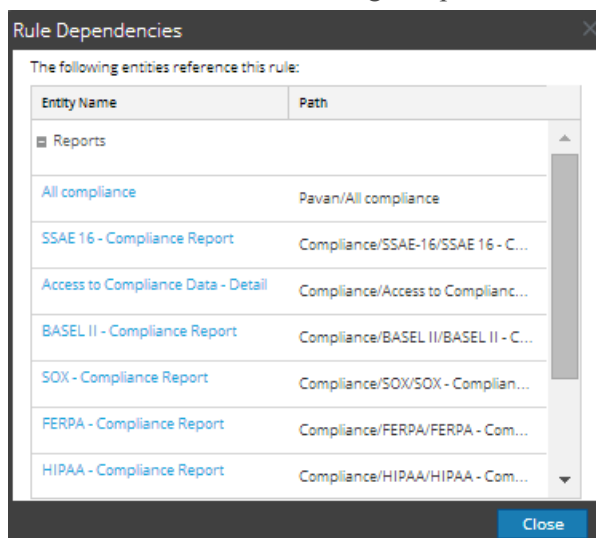 Rule Dependencies
The following entities reference this rule:
Entity Name Path
Reports
All compliance Pavan/All compliance
SSAE 16 - Compliance Report Compliance/SSAE-16/SSAE 16 - C...
Access to Compliance Data - Detail Compliance/Access to Complianc...
BASEL II - Compliance Report Compliance/BASEL II/BASEL II - C...
SOX - Compliance Report Compliance/SOX/SOX - Complian...
FERPA - Compliance Report Compliance/FERPA/FERPA - Com...
HIPAA - Compliance Report Compliance/HIPAA/HIPAA - Com...
Close